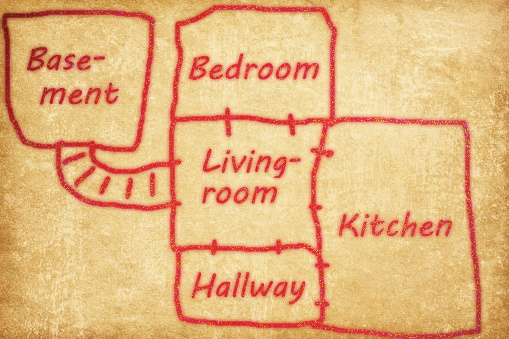 Base-
ment
Bedroom
Living-
room
Kitchen
Hallway